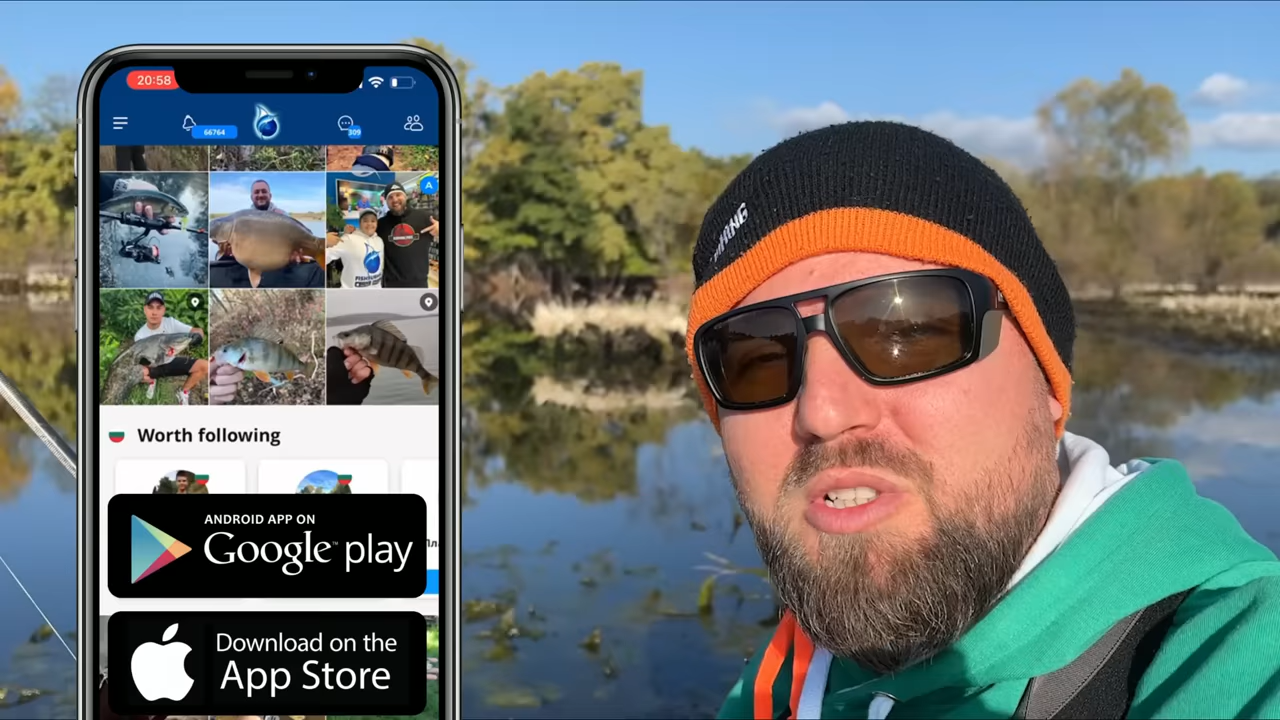 20:58
66764
309
A
Worth following
ANDROID APP ON
Google play
Download on the
App Store